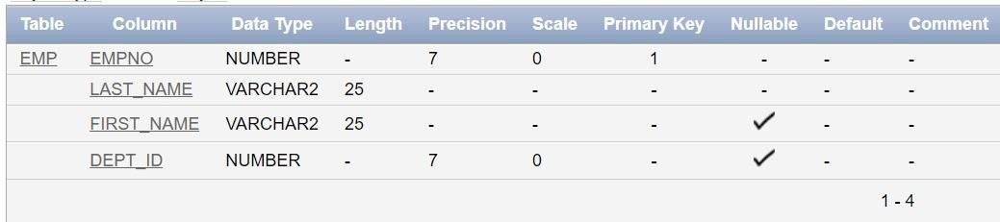 Table Column Data Type Length Precision Scale Primary Key Nullable Default Comment
EMP EMPNO NUMBER - 7 0 1 - - -
LAST_NAME VARCHAR2 25 - - - - - -
FIRST_NAME VARCHAR2 25 - - - ✓ - -
DEPT_ID NUMBER - 7 0 - ✓ - -
1 - 4